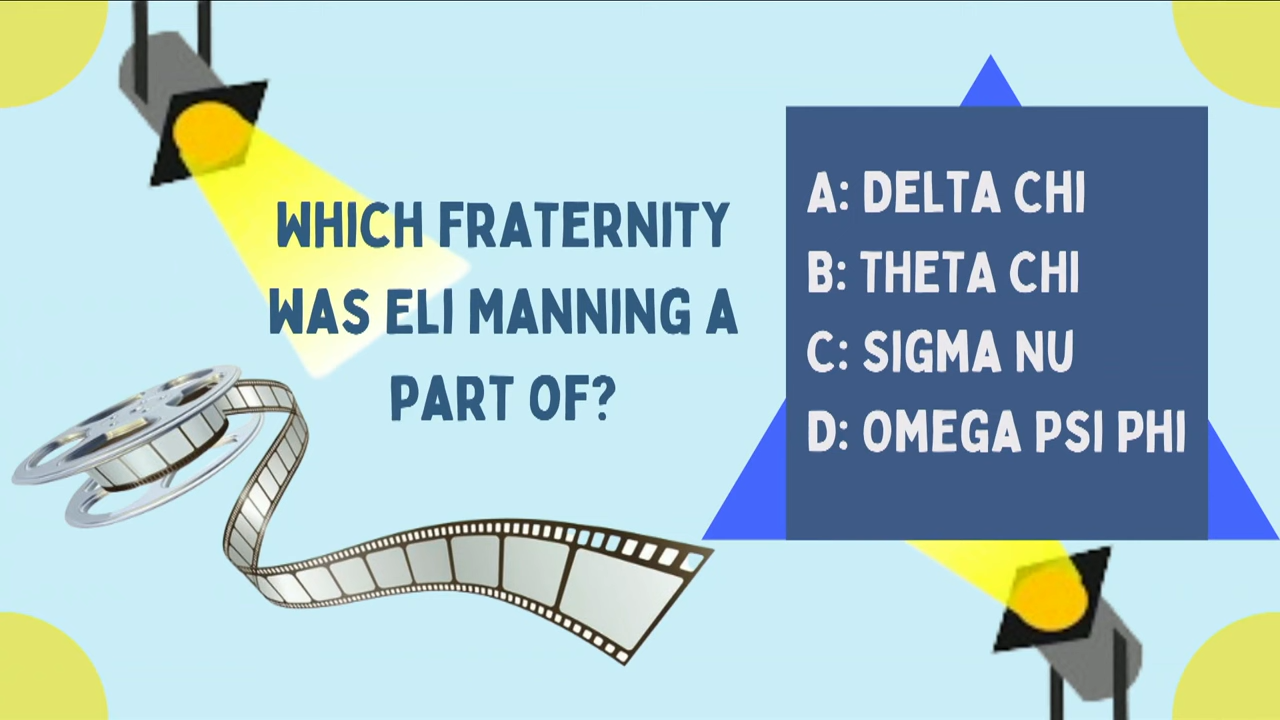 WHICH FRATERNITY
WAS ELI MANNING A
PART OF?
A: DELTA CHI
B: THETA CHI
C: SIGMA NU
D: OMEGA PSI PHI